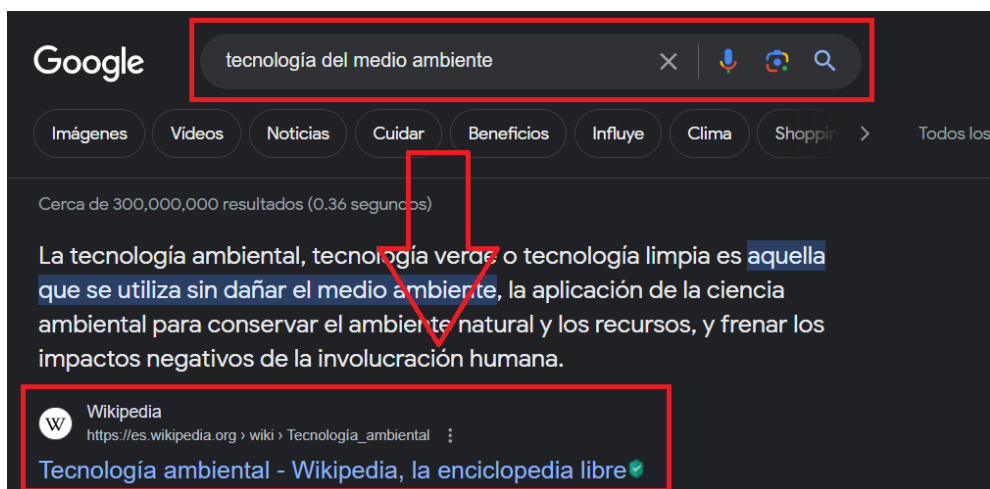 Google
tecnología del medio ambiente
Imágenes Videos Noticias Cuidar Beneficios Influye Clima Shoppin Todos los
Cerca de 300,000,000 resultados (0.36 segundos)
La tecnología ambiental, tecnología verde o tecnología limpia es aquella
que se utiliza sin dañar el medio ambiente, la aplicación de la ciencia
ambiental para conservar el ambiente natural y los recursos, y frenar los
impactos negativos de la involucración humana.
W
Wikipedia
https://es.wikipedia.org › wiki › Tecnología_ambiental
Tecnología ambiental - Wikipedia, la enciclopedia libre